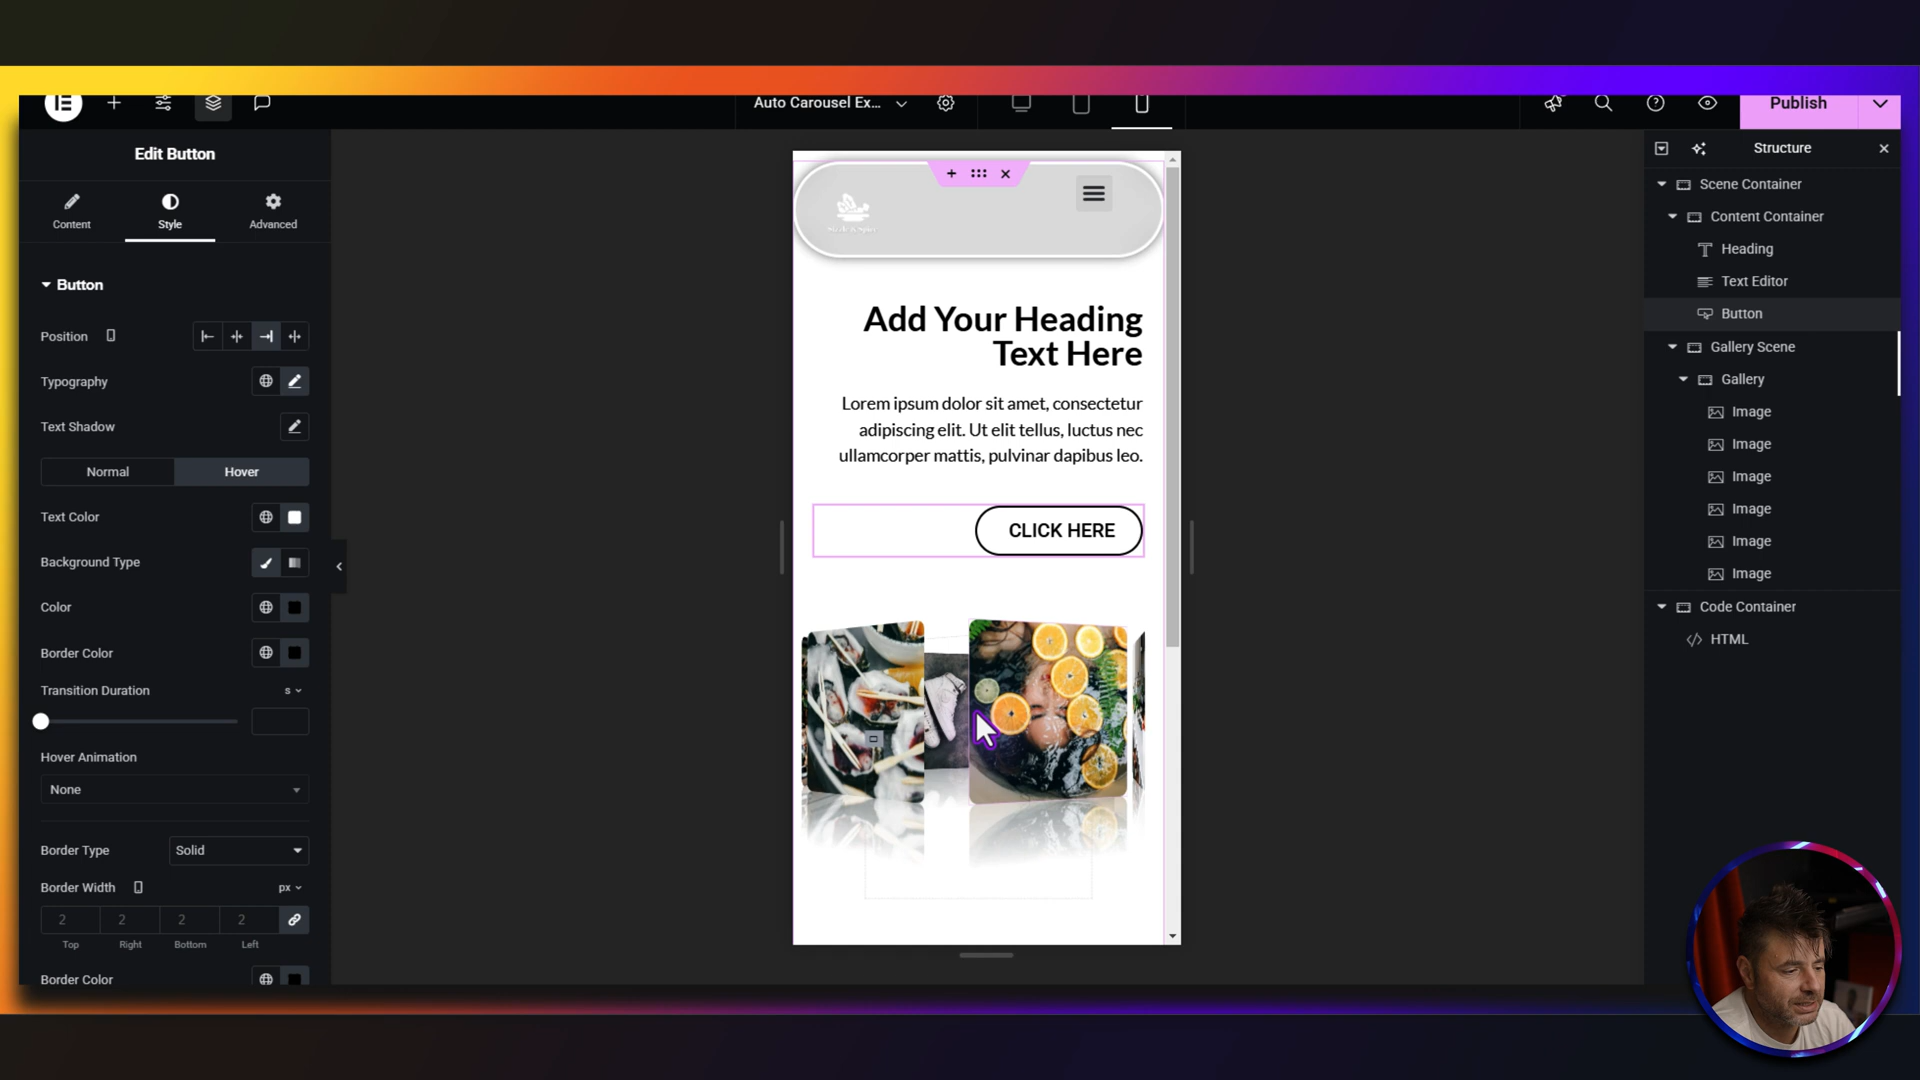 Auto Carousel Ex...
Publish
Edit Button
Content
Style
Advanced
Button
Position
Typography
Text Shadow
Normal
Hover
Text Color
Background Type
Color
Border Color
Transition Duration
s
Hover Animation
None
Border Type
Solid
Border Width
px
2 2 2 2
Top Right Bottom Left
Border Color
Add Your Heading
Text Here
Lorem ipsum dolor sit amet, consectetur
adipiscing elit. Ut elit tellus, luctus nec
ullamcorper mattis, pulvinar dapibus leo.
CLICK HERE
Structure
Scene Container
Content Container
Heading
Text Editor
Button
Gallery Scene
Gallery
Image
Image
Image
Image
Image
Image
Code Container
HTML